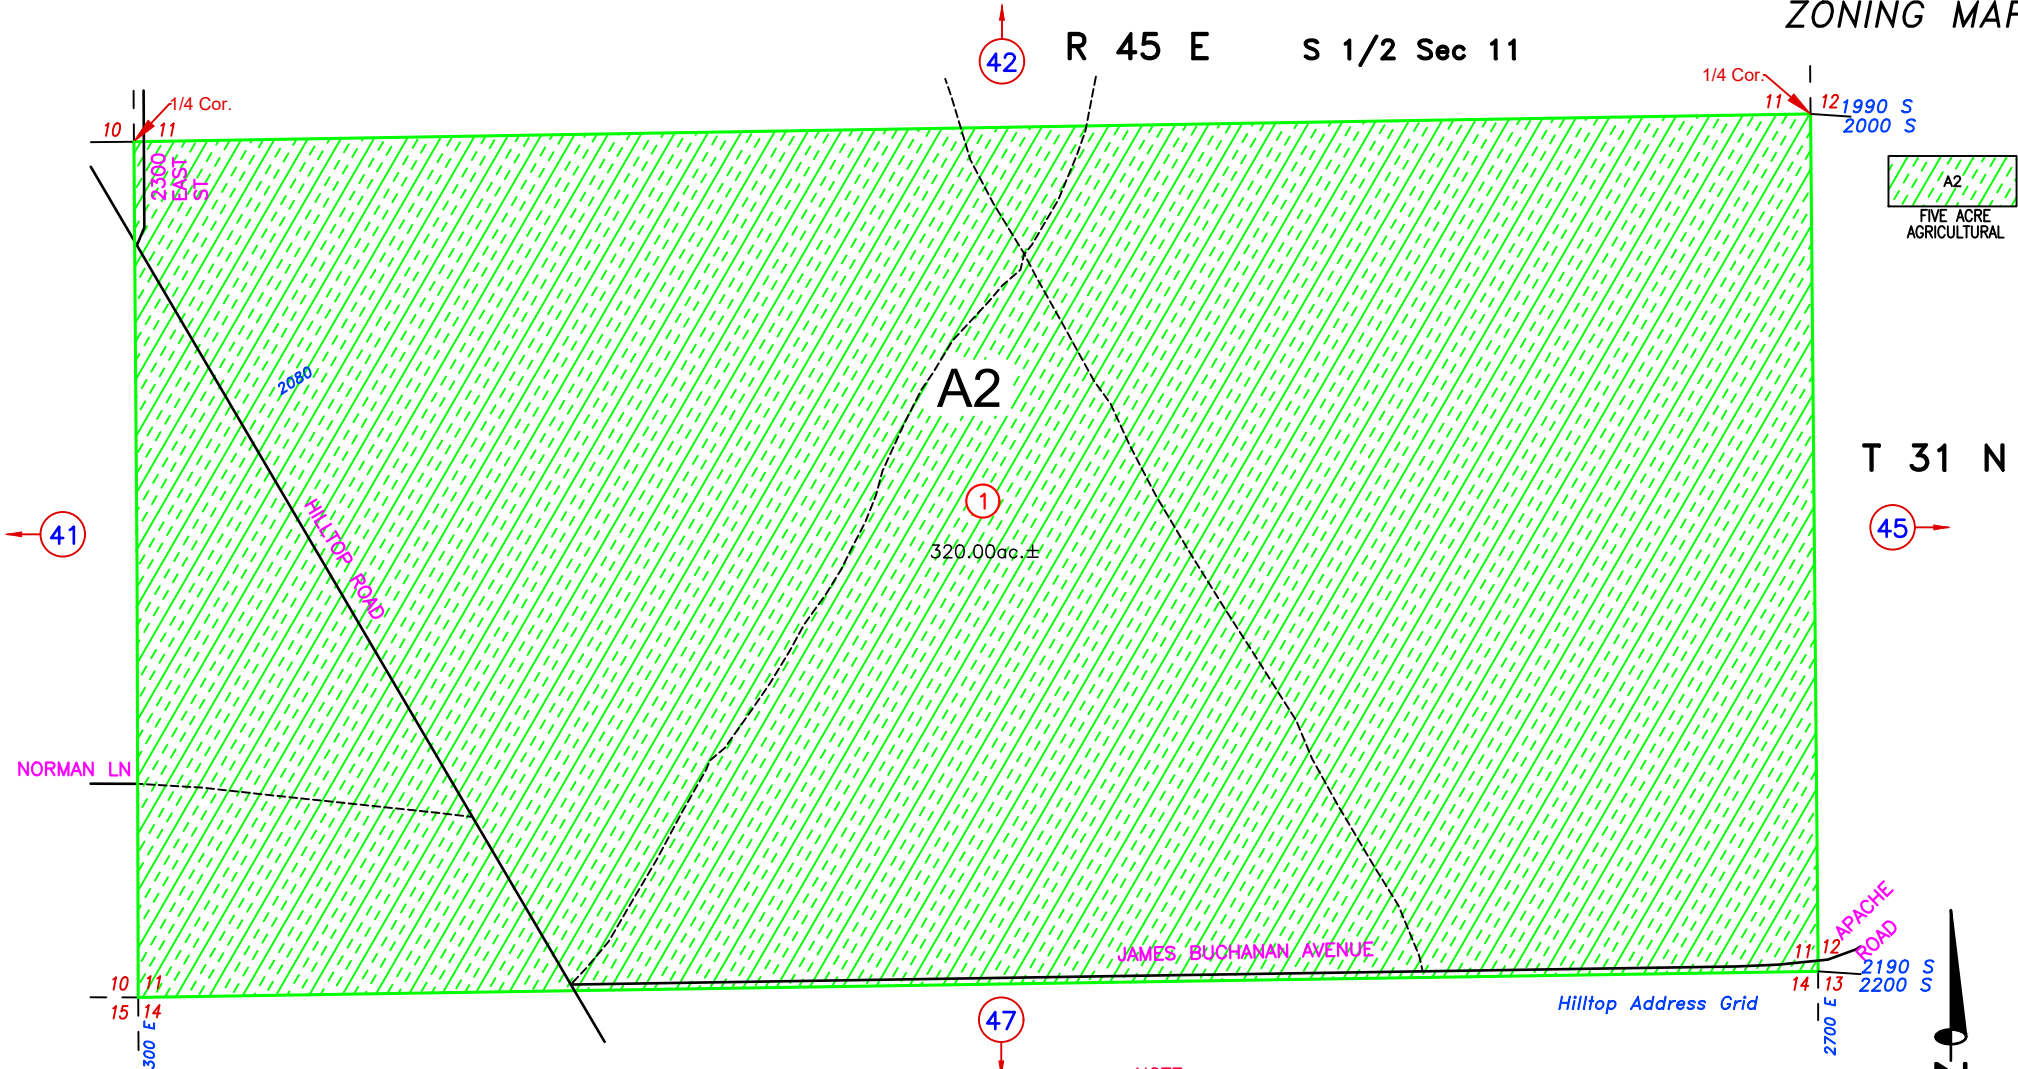 ZONING MAP
42
R 45 E
S 1/2 Sec 11
1/4 Cor.
1/4 Cor.
10
11
11
12
1990 S
2000 S
2300
EAST
ST
A2
FIVE ACRE
AGRICULTURAL
2080
A2
T 31 N
1
HILLTOP ROAD
41
45
320.00ac.±
NORMAN LN
APACHE
ROAD
JAMES BUCHANAN AVENUE
11
12
2190 S
10
11
14
13
2200 S
15
14
300 E
47
Hilltop Address Grid
2700 E
N